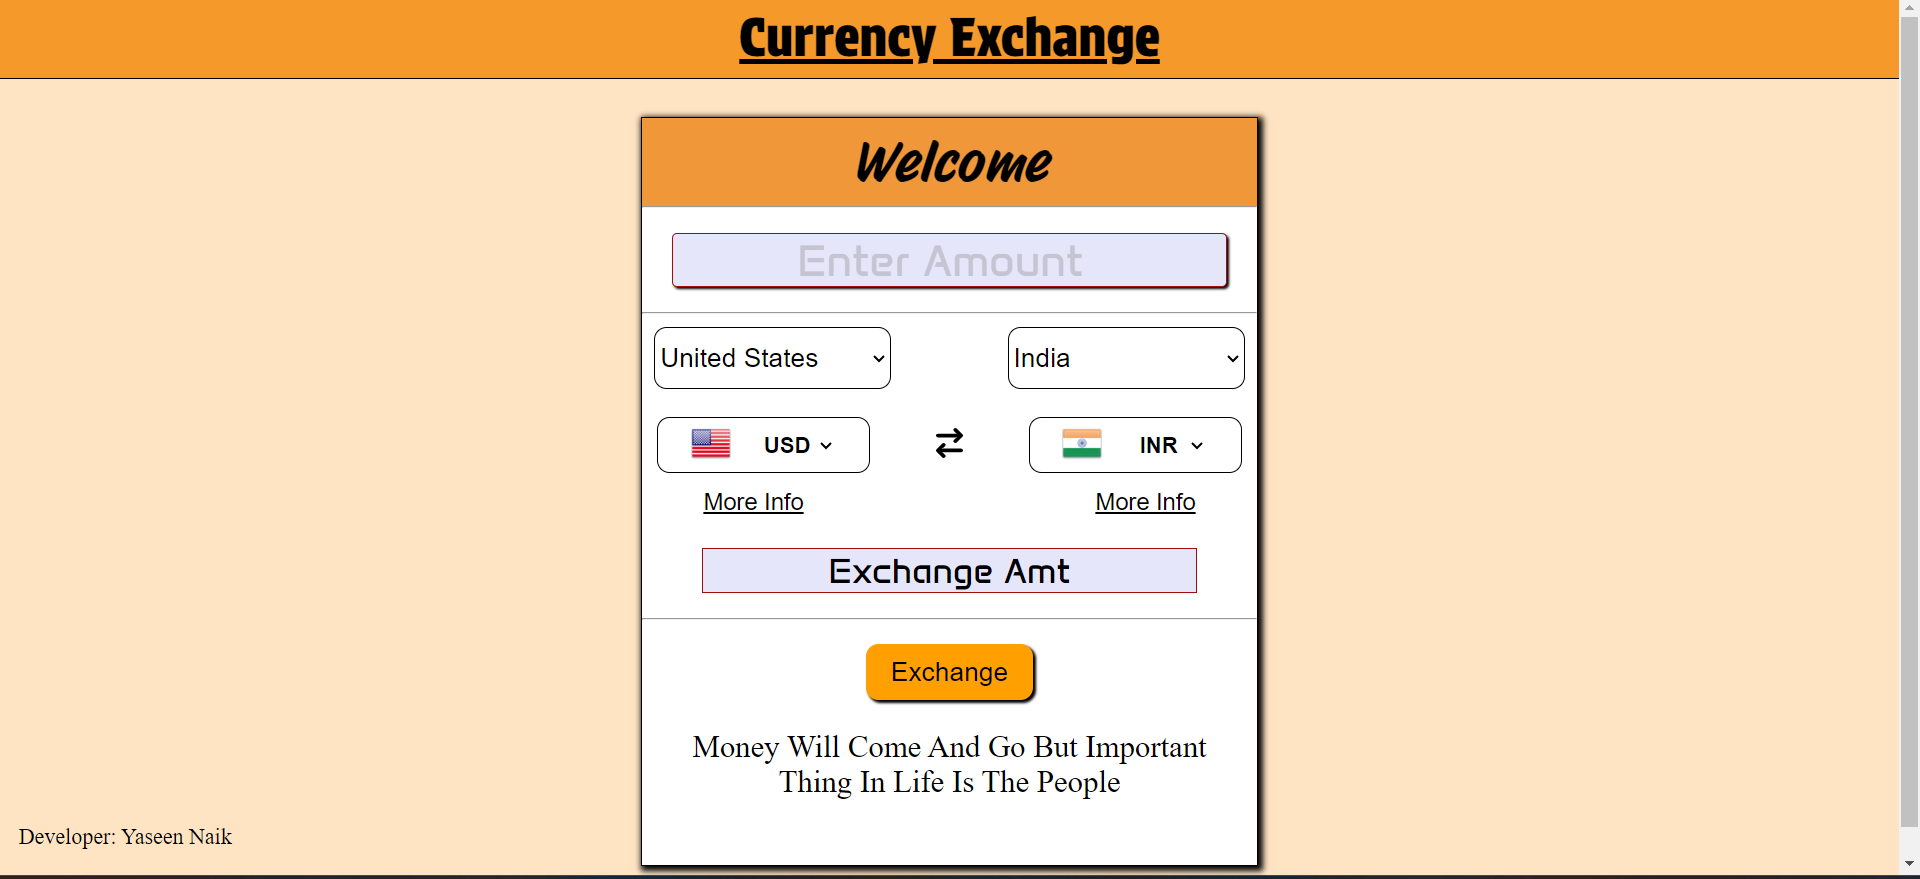 Currency Exchange
Welcome
Enter Amount
United States
India
USD
INR
More Info
More Info
Exchange Amt
Exchange
Money Will Come And Go But Important
Thing In Life Is The People
Developer: Yaseen Naik